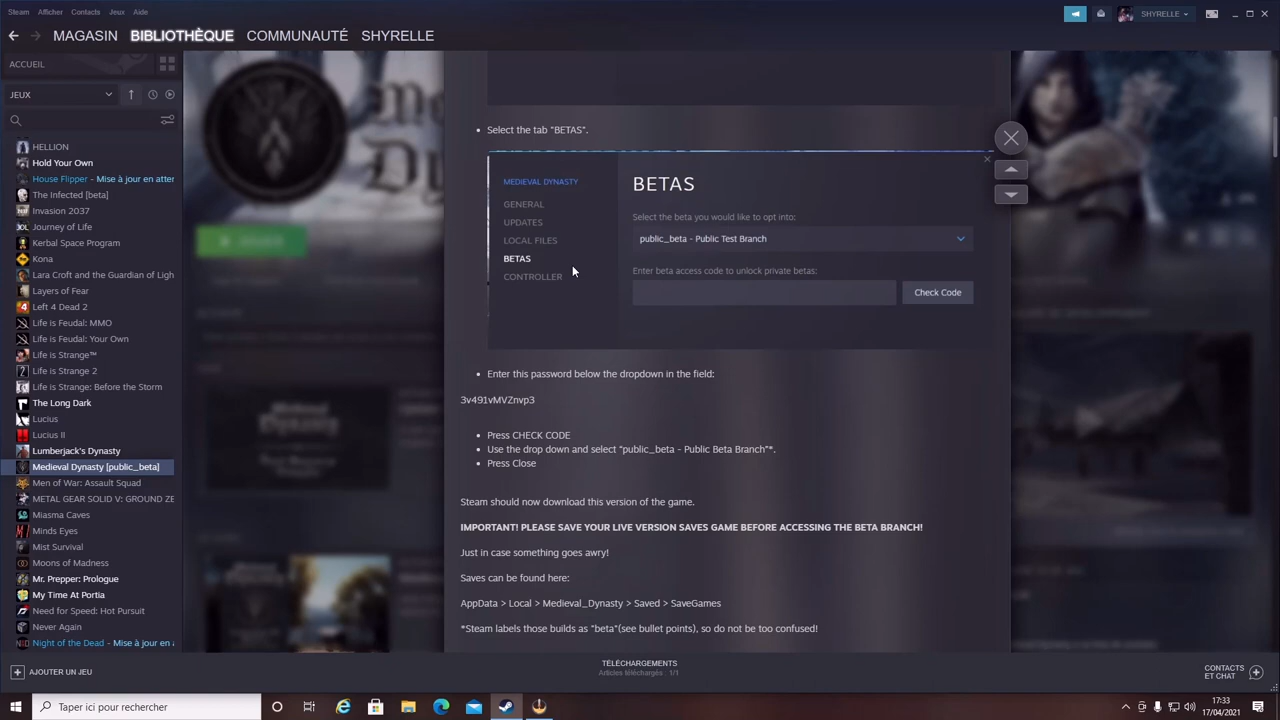 Steam Afficher Contacts Jeux Aide
SHYRELLE
MAGASIN BIBLIOTHÈQUE COMMUNAUTÉ SHYRELLE
ACCUEIL
JEUX
HELLION
Hold Your Own
House Flipper - Mise à jour en atter
The Infected [beta]
Invasion 2037
Journey of Life
Kerbal Space Program
Kona
Lara Croft and the Guardian of Ligh
Layers of Fear
Left 4 Dead 2
Life is Feudal: MMO
Life is Feudal: Your Own
Life is Strange™
Life is Strange 2
Life is Strange: Before the Storm
The Long Dark
Lucius
Lucius II
Lumberjack's Dynasty
Medieval Dynasty [public_beta]
Men of War: Assault Squad
METAL GEAR SOLID V: GROUND ZE
Miasma Caves
Minds Eyes
Mist Survival
Moons of Madness
Mr. Prepper: Prologue
My Time At Portia
Need for Speed: Hot Pursuit
Never Again
Night of the Dead - Mise à jour en a
AJOUTER UN JEU
• Select the tab "BETAS".
MEDIEVAL DYNASTY
GENERAL
UPDATES
LOCAL FILES
BETAS
CONTROLLER
BETAS
Select the beta you would like to opt into:
public_beta - Public Test Branch
Enter beta access code to unlock private betas:
Check Code
• Enter this password below the dropdown in the field:
3v491vMVZnvp3
• Press CHECK CODE
• Use the drop down and select "public_beta - Public Beta Branch"*.
• Press Close
Steam should now download this version of the game.
IMPORTANT! PLEASE SAVE YOUR LIVE VERSION SAVES GAME BEFORE ACCESSING THE BETA BRANCH!
Just in case something goes awry!
Saves can be found here:
AppData > Local > Medieval_Dynasty > Saved > SaveGames
*Steam labels those builds as "beta"(see bullet points), so do not be too confused!
TÉLÉCHARGEMENTS
Articles téléchargés : 1/1
CONTACTS
ET CHAT
Taper ici pour rechercher
17:33
17/04/2021